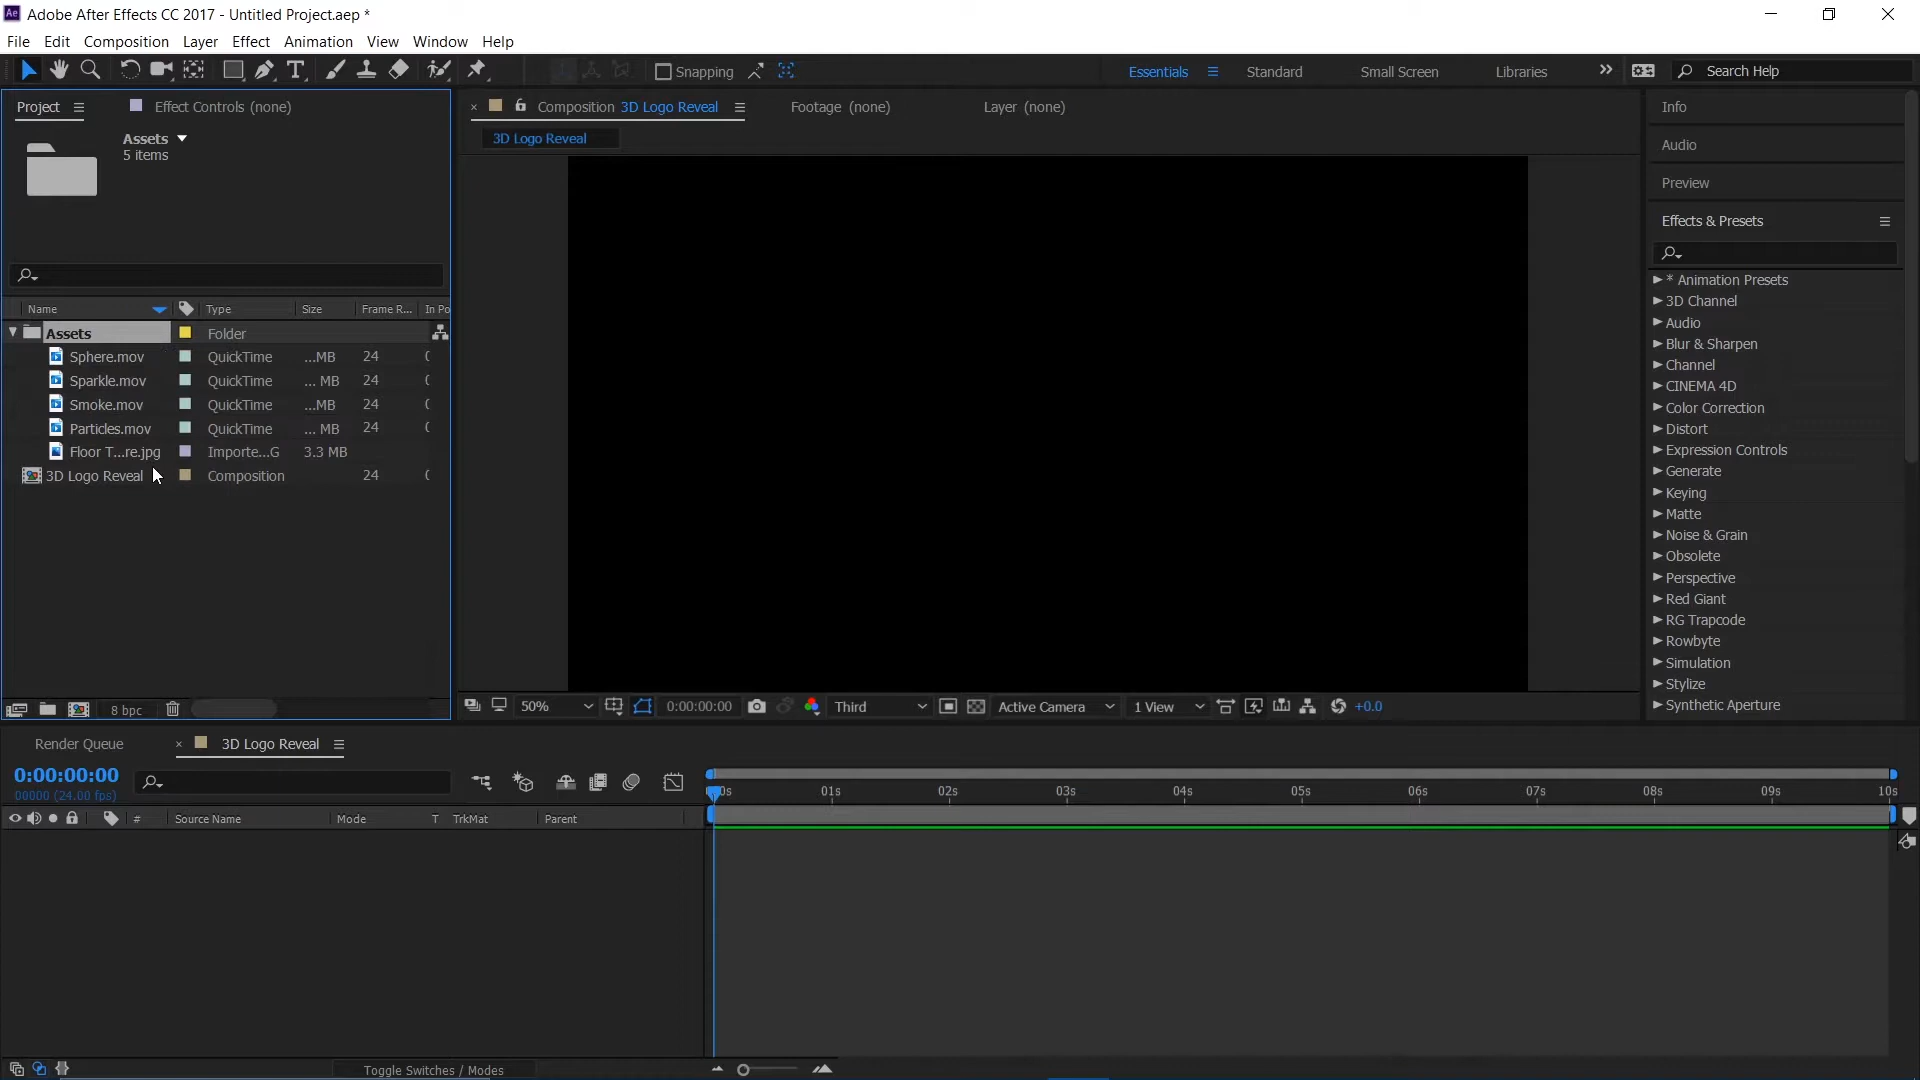 Adobe After Effects CC 2017 - Untitled Project.aep *
File Edit Composition Layer Effect Animation View Window Help
Snapping Essentials Standard Small Screen Libraries Search Help
Project Effect Controls (none) Composition 3D Logo Reveal Footage (none) Layer (none) Info
Assets
5 items
3D Logo Reveal
Audio
Preview
Effects & Presets
Name Type Size Frame R... In Po
Assets Folder
Sphere.mov QuickTime ...MB 24
Sparkle.mov QuickTime ... MB 24
Smoke.mov QuickTime ...MB 24
Particles.mov QuickTime ... MB 24
Floor T...re.jpg Importe...G 3.3 MB
3D Logo Reveal Composition 24
* Animation Presets
3D Channel
Audio
Blur & Sharpen
Channel
CINEMA 4D
Color Correction
Distort
Expression Controls
Generate
Keying
Matte
Noise & Grain
Obsolete
Perspective
Red Giant
RG Trapcode
Rowbyte
Simulation
Stylize
Synthetic Aperture
8 bpc 50% 0:00:00:00 Third Active Camera 1 View +0.0
Render Queue 3D Logo Reveal
0:00:00:00
00000 (24.00 fps)
0s 01s 02s 03s 04s 05s 06s 07s 08s 09s 10s
# Source Name Mode T TrkMat Parent
Toggle Switches / Modes